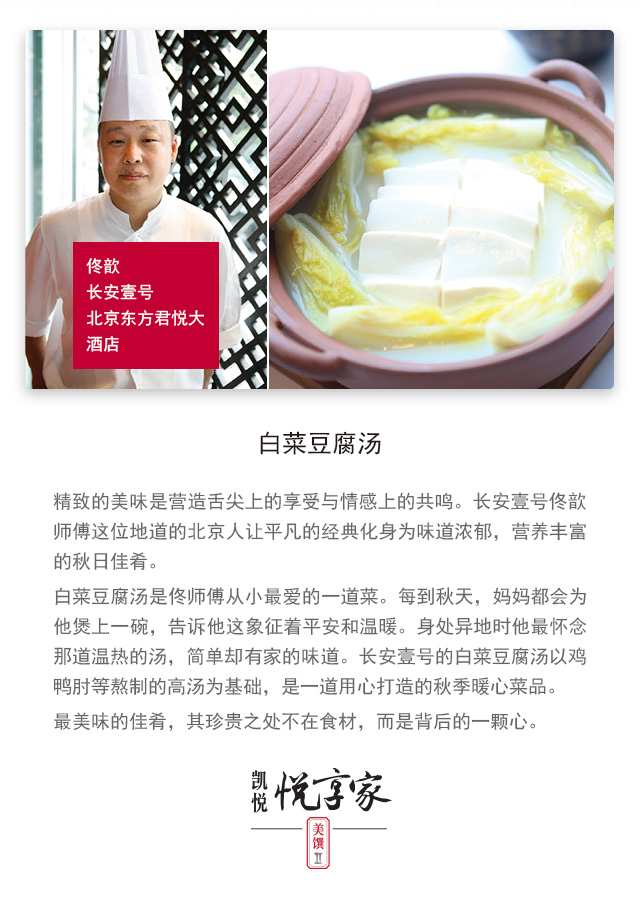 佟歆
长安壹号
北京东方君悦大
酒店
白菜豆腐汤
精致的美味是营造舌尖上的享受与情感上的共鸣。长安壹号佟歆
师傅这位地道的北京人让平凡的经典化身为味道浓郁，营养丰富
的秋日佳肴。
白菜豆腐汤是佟师傅从小最爱的一道菜。每到秋天，妈妈都会为
他煲上一碗，告诉他这象征着平安和温暖。身处异地时他最怀念
那道温热的汤，简单却有家的味道。长安壹号的白菜豆腐汤以鸡
鸭肘等熬制的高汤为基础，是一道用心打造的秋季暖心菜品。
最美味的佳肴，其珍贵之处不在食材，而是背后的一颗心。
凯悦 悦享家
美馔
II